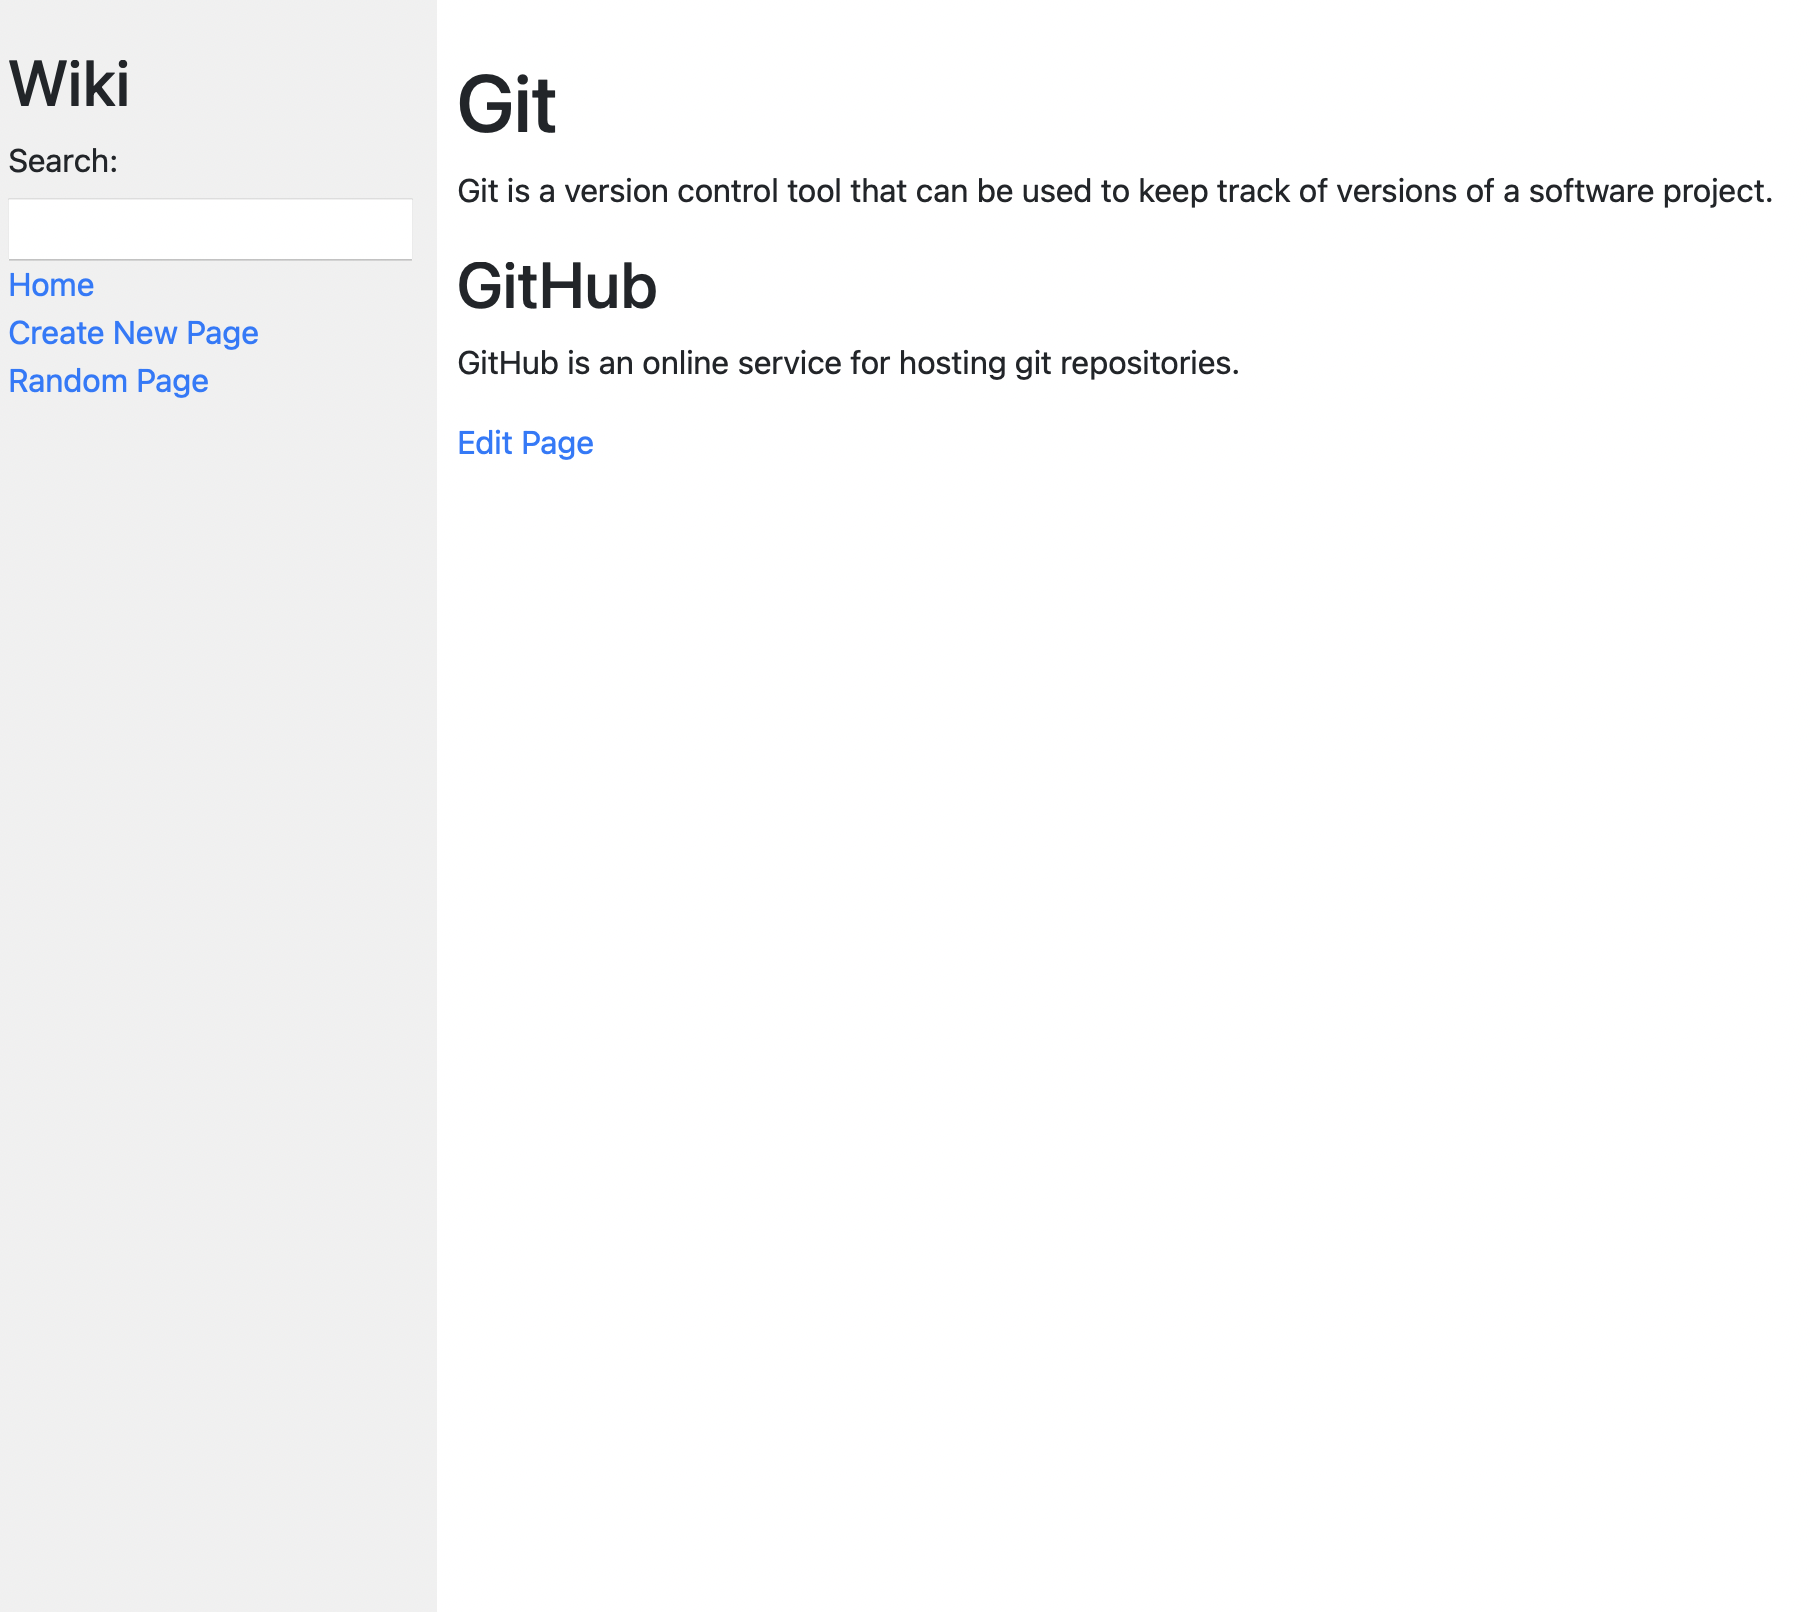 Wiki
Search:
Home
Create New Page
Random Page
Git
Git is a version control tool that can be used to keep track of versions of a software project.
GitHub
GitHub is an online service for hosting git repositories.
Edit Page